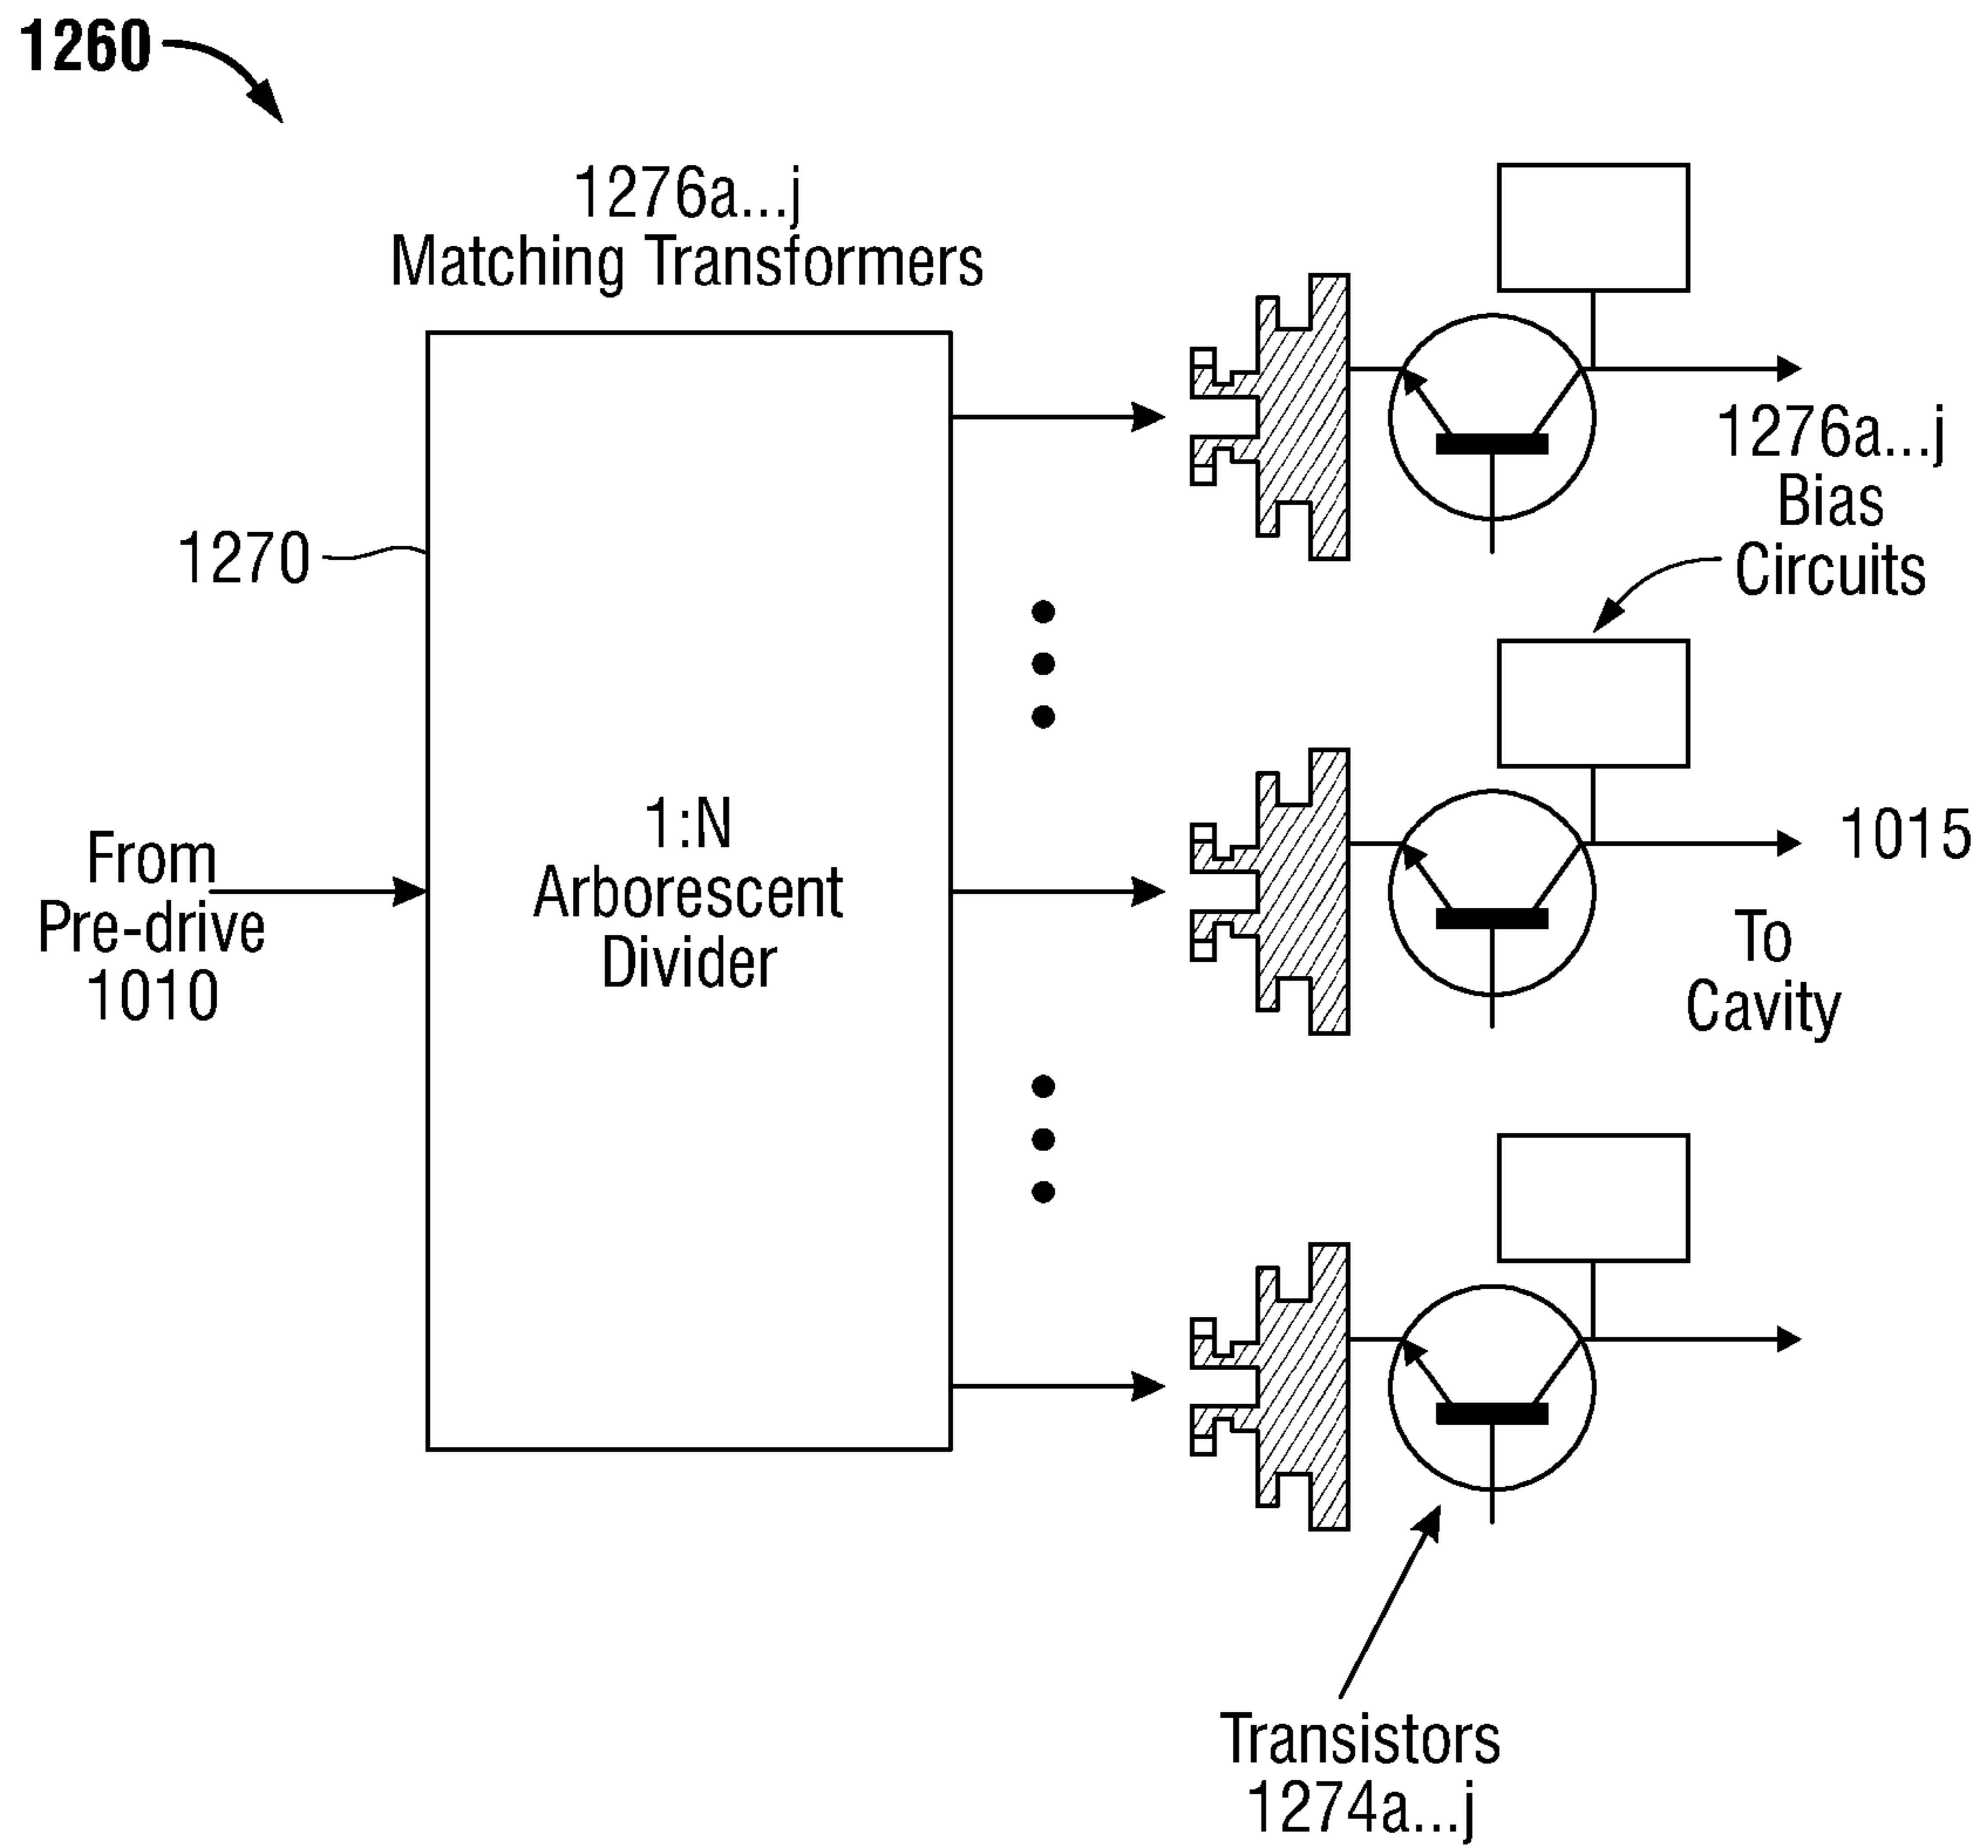 1260
1276a...j
Matching Transformers
1276a...j
Bias
Circuits
1270
1:N
Arborescent
Divider
From
Pre-drive
1010
1015
To
Cavity
Transistors
1274a...j